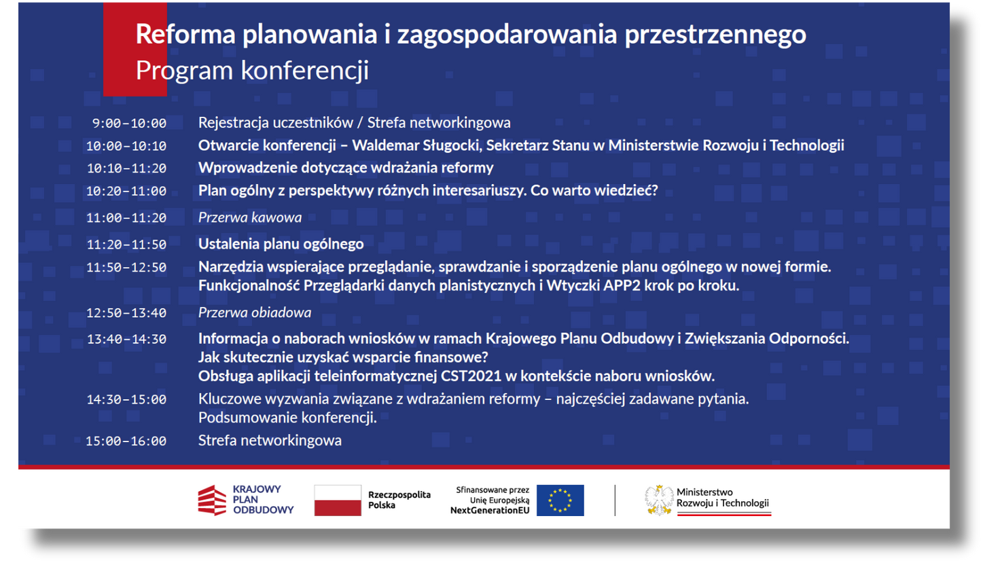 Reforma planowania i zagospodarowania przestrzennego
Program konferencji
9:00–10:00 Rejestracja uczestników / Strefa networkingowa
10:00–10:10 Otwarcie konferencji – Waldemar Sługocki, Sekretarz Stanu w Ministerstwie Rozwoju i Technologii
10:10–11:20 Wprowadzenie dotyczące wdrażania reformy
10:20–11:00 Plan ogólny z perspektywy różnych interesariuszy. Co warto wiedzieć?
11:00–11:20 Przerwa kawowa
11:20–11:50 Ustalenia planu ogólnego
11:50–12:50 Narzędzia wspierające przeglądanie, sprawdzanie i sporządzenie planu ogólnego w nowej formie.
Funkcjonalność Przeglądarki danych planistycznych i Wtyczki APP2 krok po kroku.
12:50–13:40 Przerwa obiadowa
13:40–14:30 Informacja o naborach wniosków w ramach Krajowego Planu Odbudowy i Zwiększania Odporności.
Jak skutecznie uzyskać wsparcie finansowe?
Obsługa aplikacji teleinformatycznej CST2021 w kontekście naboru wniosków.
14:30–15:00 Kluczowe wyzwania związane z wdrażaniem reformy – najczęściej zadawane pytania.
Podsumowanie konferencji.
15:00–16:00 Strefa networkingowa
KRAJOWY
PLAN
ODBUDOWY
Rzeczpospolita
Polska
Sfinansowane przez
Unię Europejską
NextGenerationEU
Ministerstwo
Rozwoju i Technologii